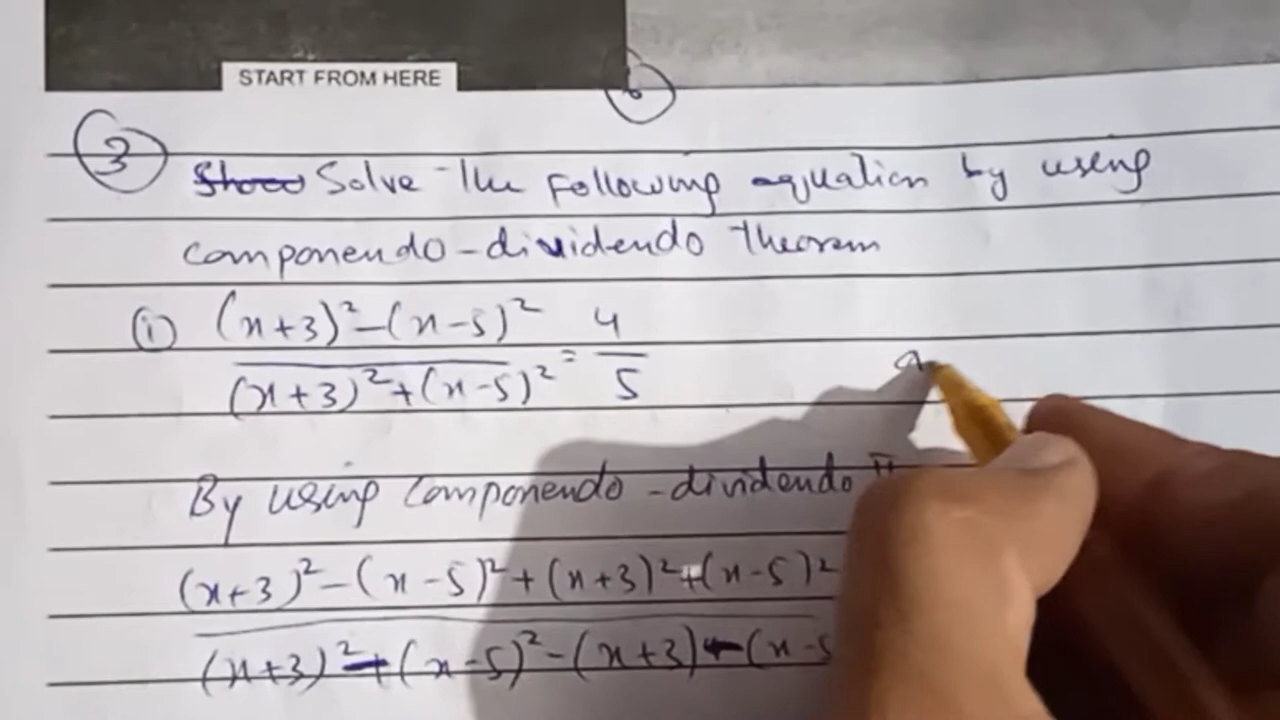 START FROM HERE
3 Solve the following equation by using
componendo-dividendo theorem
(i) (x+3)²-(x-5)² / (x+3)²+(x-5)² = 4/5
By using componendo-dividendo
(x+3)²-(x-5)²+(x+3)²+(x-5)²
(x+3)²-(x-5)²-(x+3)-(x-5